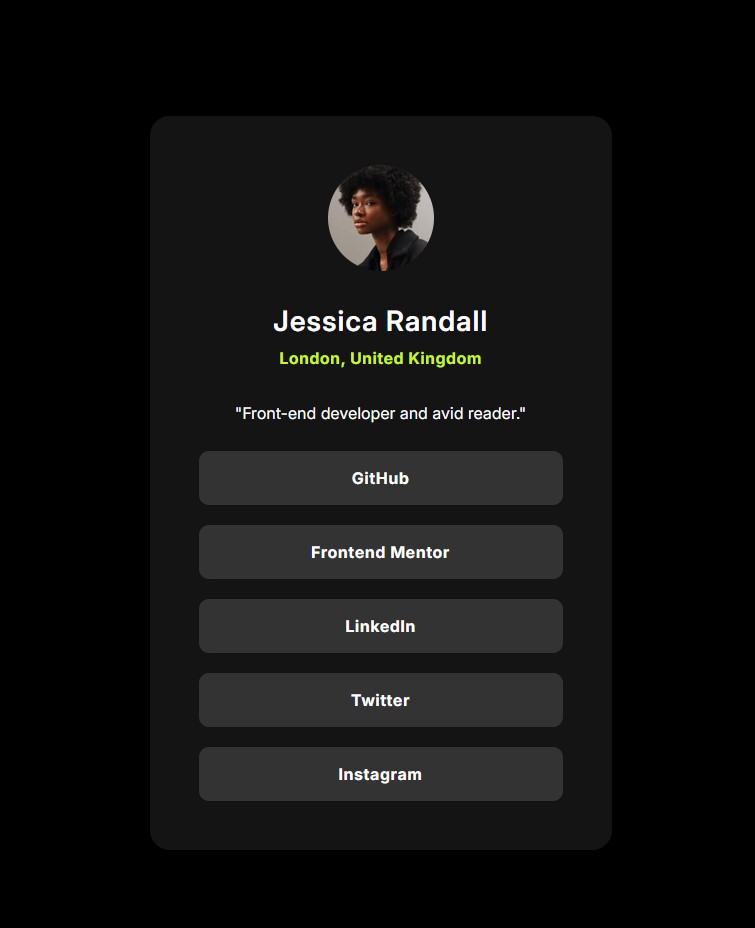 Jessica Randall
London, United Kingdom
"Front-end developer and avid reader."
GitHub
Frontend Mentor
LinkedIn
Twitter
Instagram